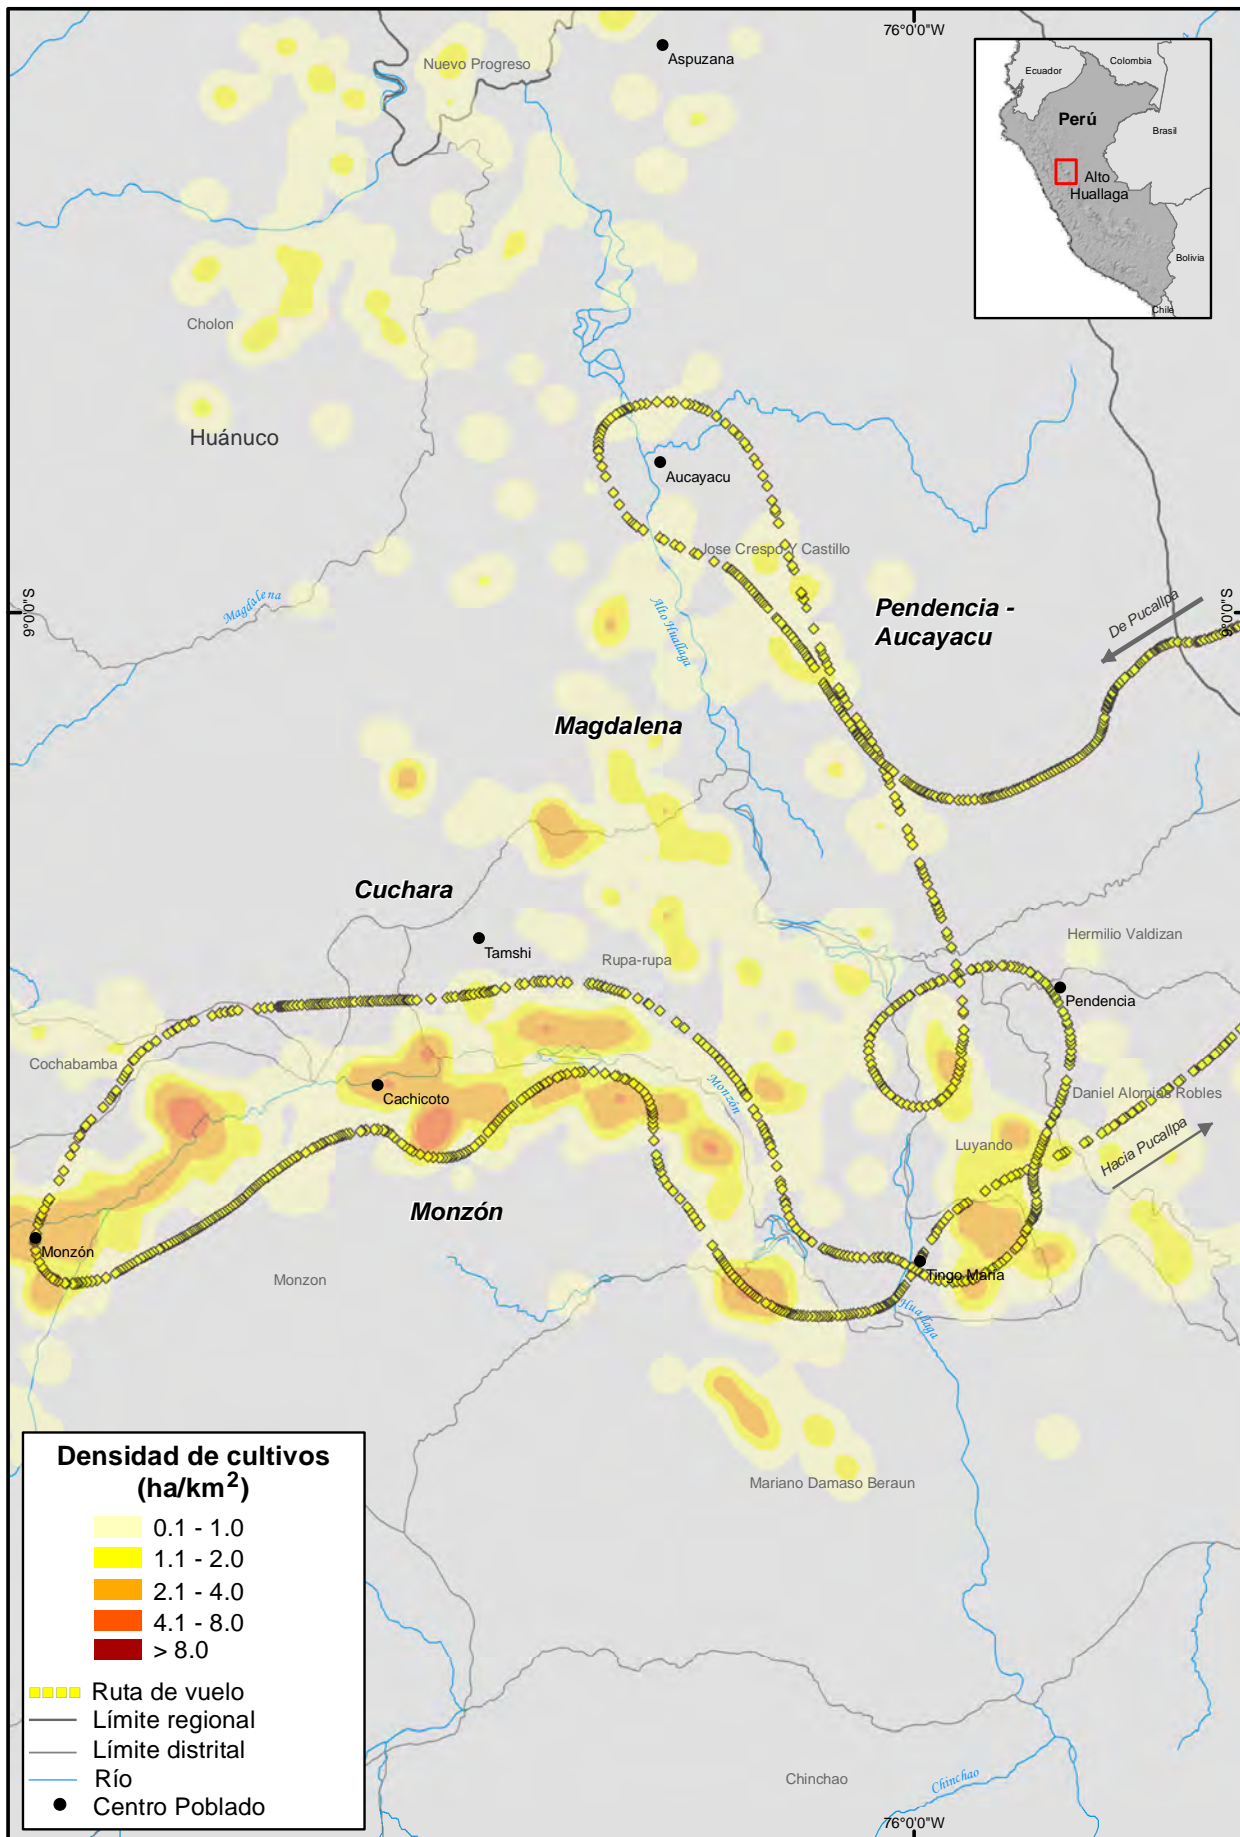 76°0'0"W
Aspuzana
Nuevo Progreso
Ecuador
Colombia
Perú
Brasil
Alto
Huallaga
Bolivia
Chile
Cholon
Huánuco
Aucayacu
Jose Crespo Y Castillo
Magdalena
9°0'0"S
Alto Huallaga
Pendencia -
Aucayacu
De Pucallpa
9°0'0"S
Magdalena
Cuchara
Tamshi
Rupa-rupa
Hermilio Valdizan
Pendencia
Cochabamba
Cachicoto
Monzón
Daniel Alomias Robles
Luyando
Hacia Pucallpa
Monzón
Monzón
Monzon
Tingo María
Huallaga
Mariano Damaso Beraun
Densidad de cultivos
(ha/km²)
0.1 - 1.0
1.1 - 2.0
2.1 - 4.0
4.1 - 8.0
> 8.0
Ruta de vuelo
Límite regional
Límite distrital
Río
Centro Poblado
Chinchao
Chinchao
76°0'0"W